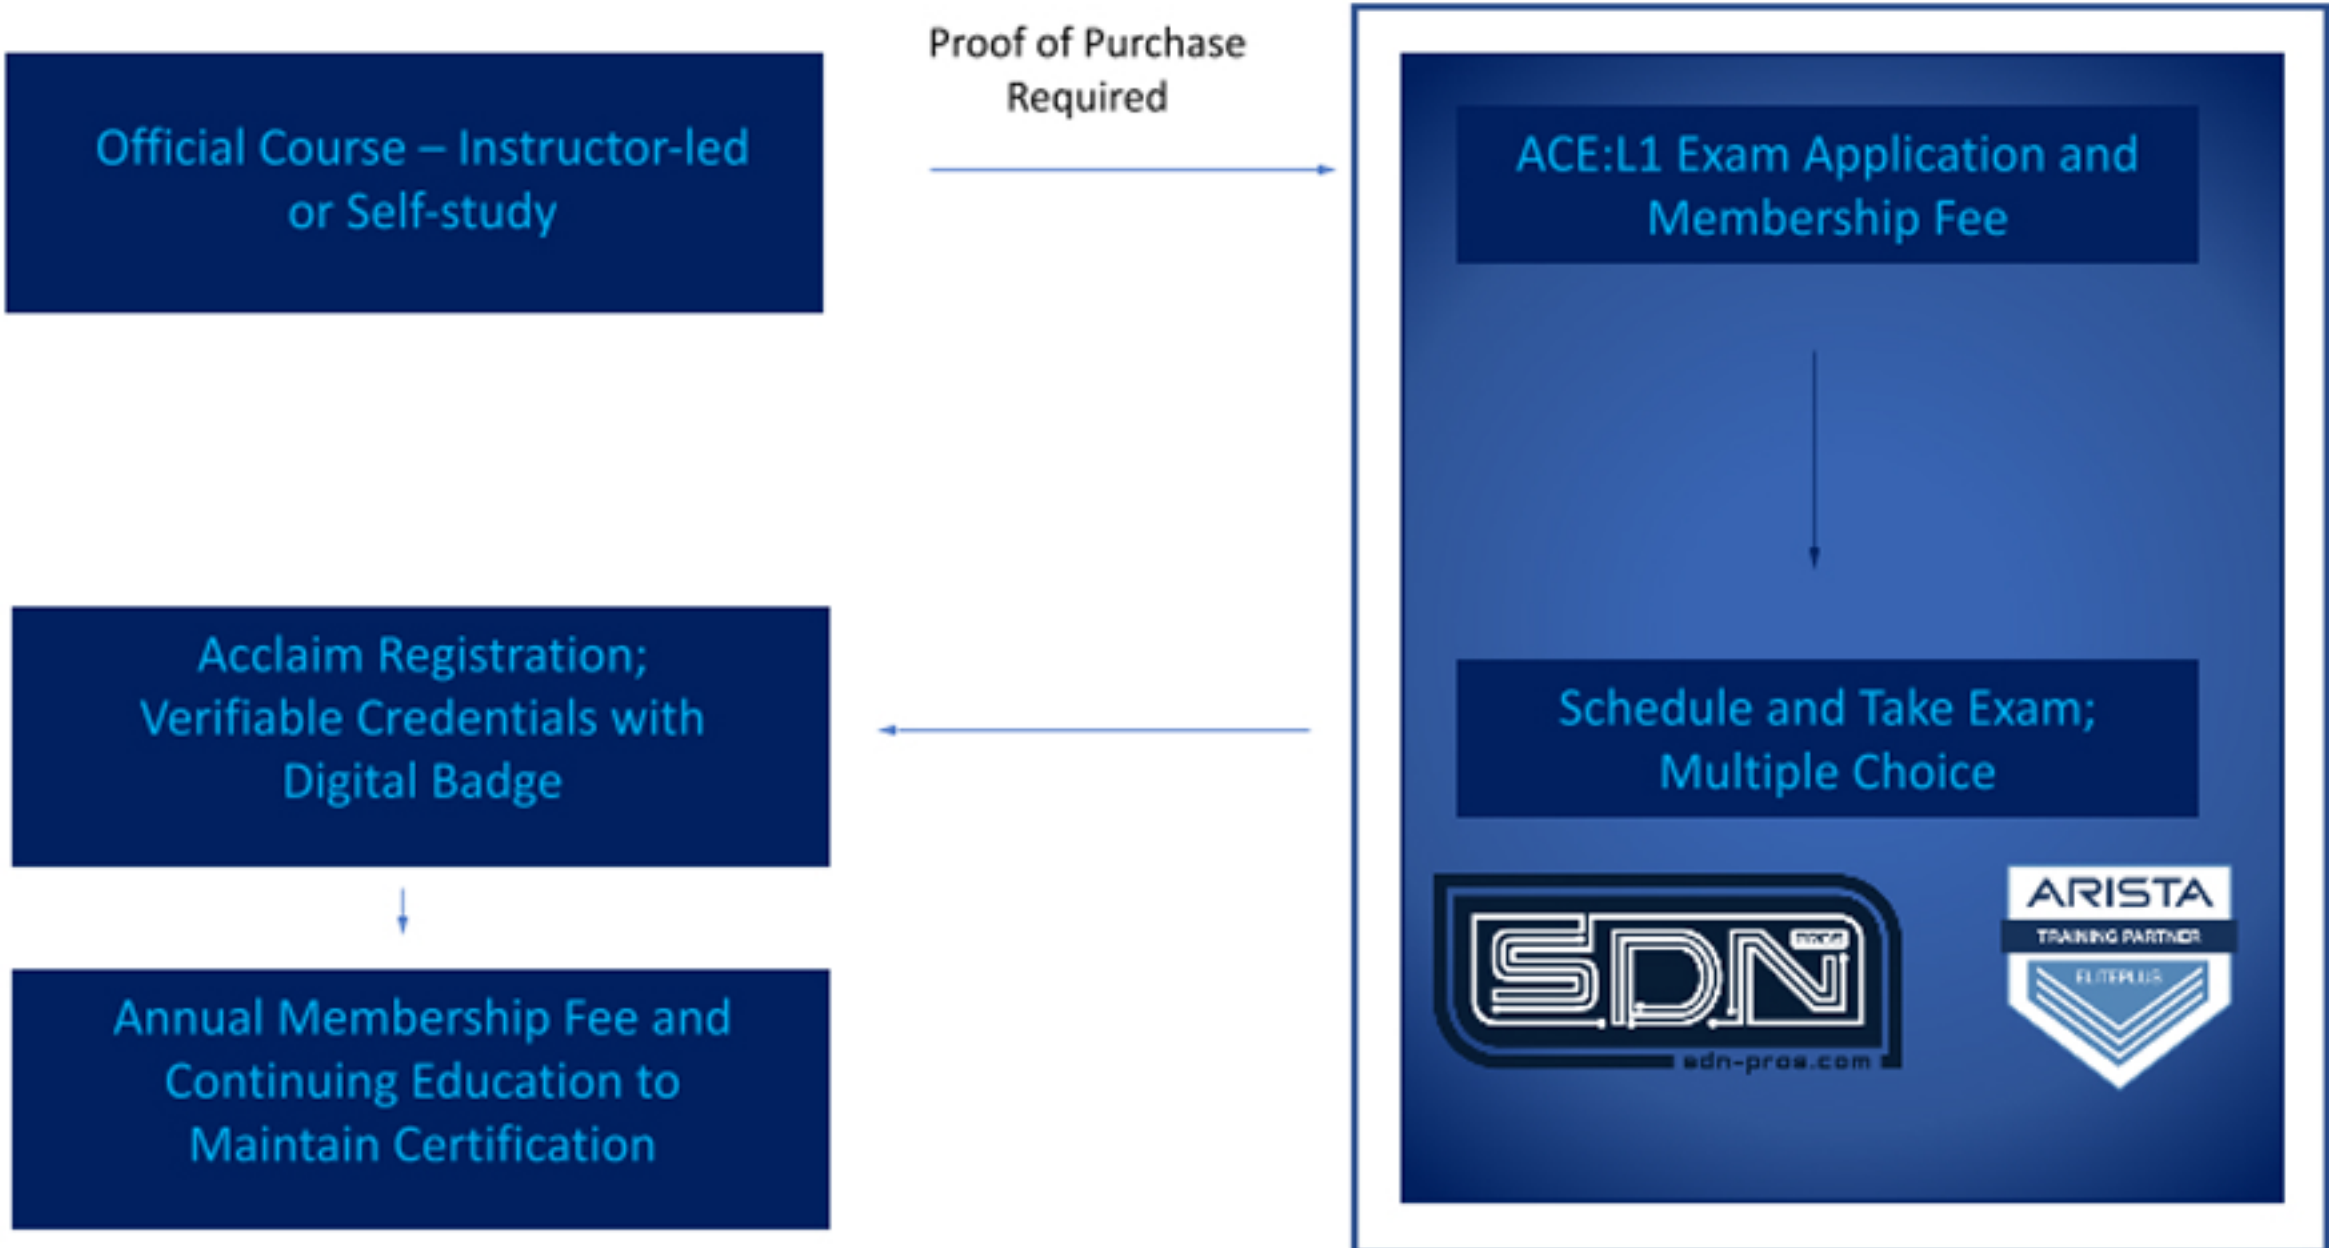 Official Course – Instructor-led
or Self-study
Proof of Purchase
Required
ACE:L1 Exam Application and
Membership Fee
Schedule and Take Exam;
Multiple Choice
SDN
sdn-pros.com
ARISTA
TRAINING PARTNER
ELITEPLUS
Acclaim Registration;
Verifiable Credentials with
Digital Badge
Annual Membership Fee and
Continuing Education to
Maintain Certification